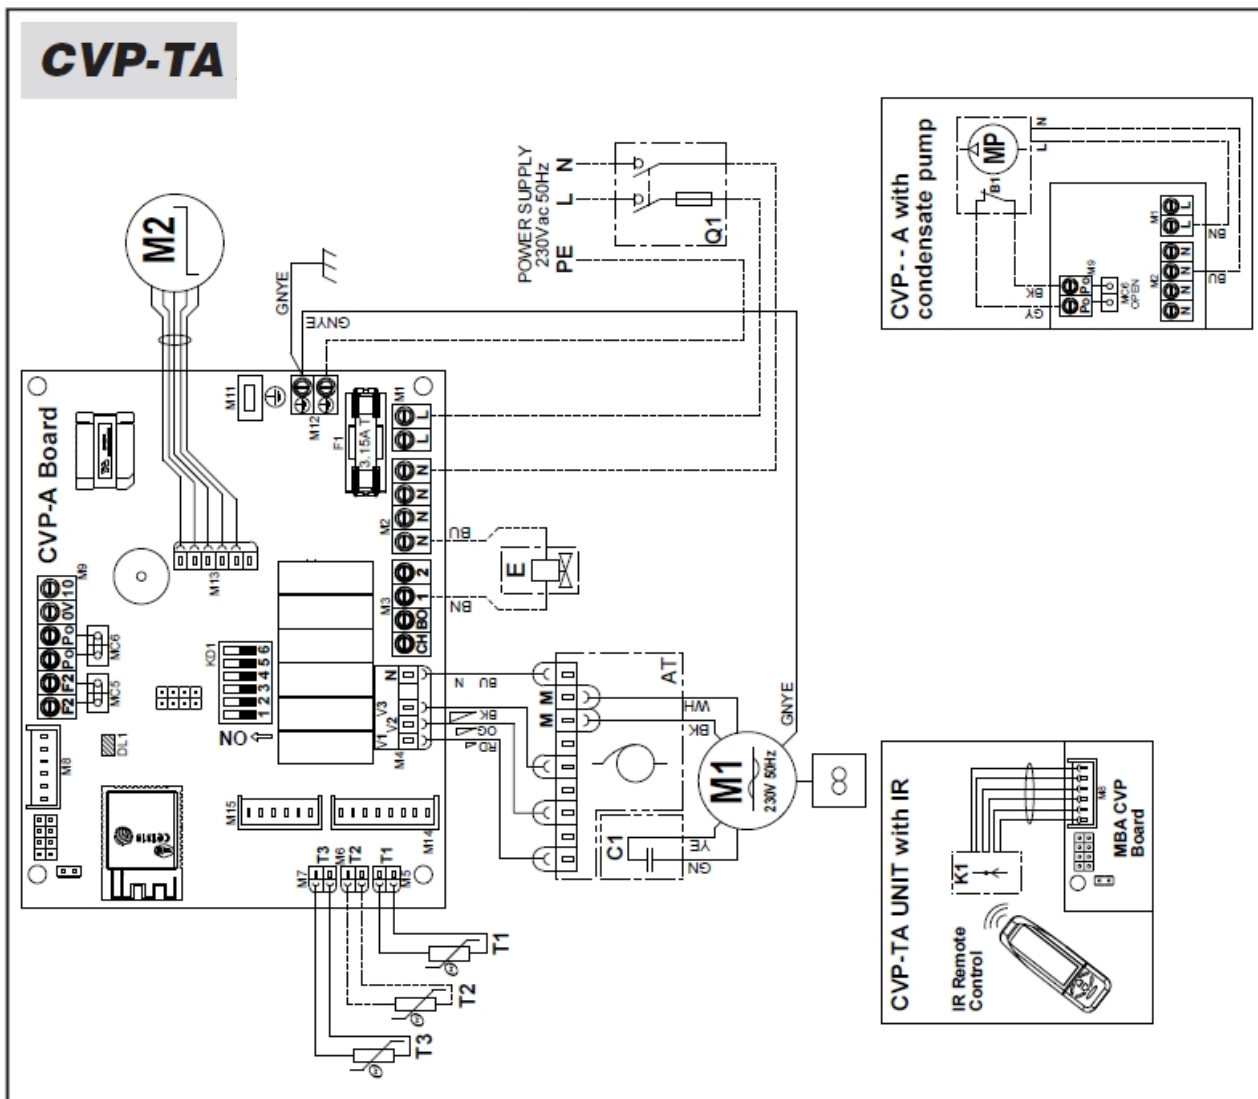 CVP-TA
M2
GNYE
GNYE
POWER SUPPLY
230Vac 50Hz
PE
L
N
Q1
CVP- - A with
condensate pump
MP
N
L
B1
BK
GY
M9
Po
Po
MC6
OPEN
M1
L
L
BN
M2
N
N
N
N
BU
CVP-A Board
M11
M12
F1
3.15A T
M1
L
L
N
N
N
N
M2
BU
M3
2
1
BO
CH
BN
E
M13
M9
10
0V
Po
Po
F2
F2
MC6
MC5
KD1
1 2 3 4 5 6
ON
DL1
M8
M15
M14
N
V3
V2
V1
M4
BU N
BK
OG
RD
AT
M
M
WH
BK
GNYE
M1
230V 50Hz
C1
YE
GN
M7
T3
M6
T2
T1
M5
T1
T2
T3
CVP-TA UNIT with IR
IR Remote
Control
K1
M8
MBA CVP
Board